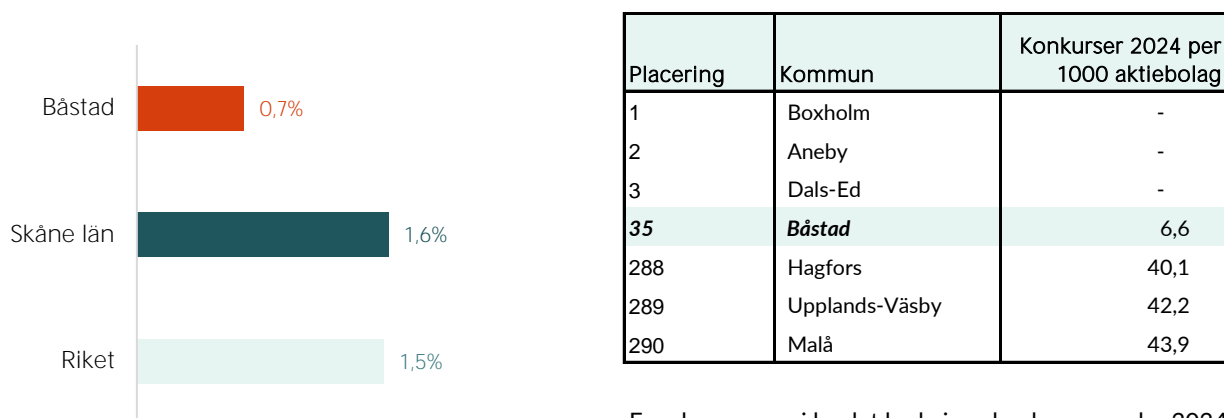 Båstad
0,7%
Skåne län
1,6%
Riket
1,5%
Placering Kommun Konkurser 2024 per 1000 aktiebolag
1 Boxholm -
2 Aneby -
3 Dals-Ed -
35 Båstad 6,6
288 Hagfors 40,1
289 Upplands-Väsby 42,2
290 Malå 43,9